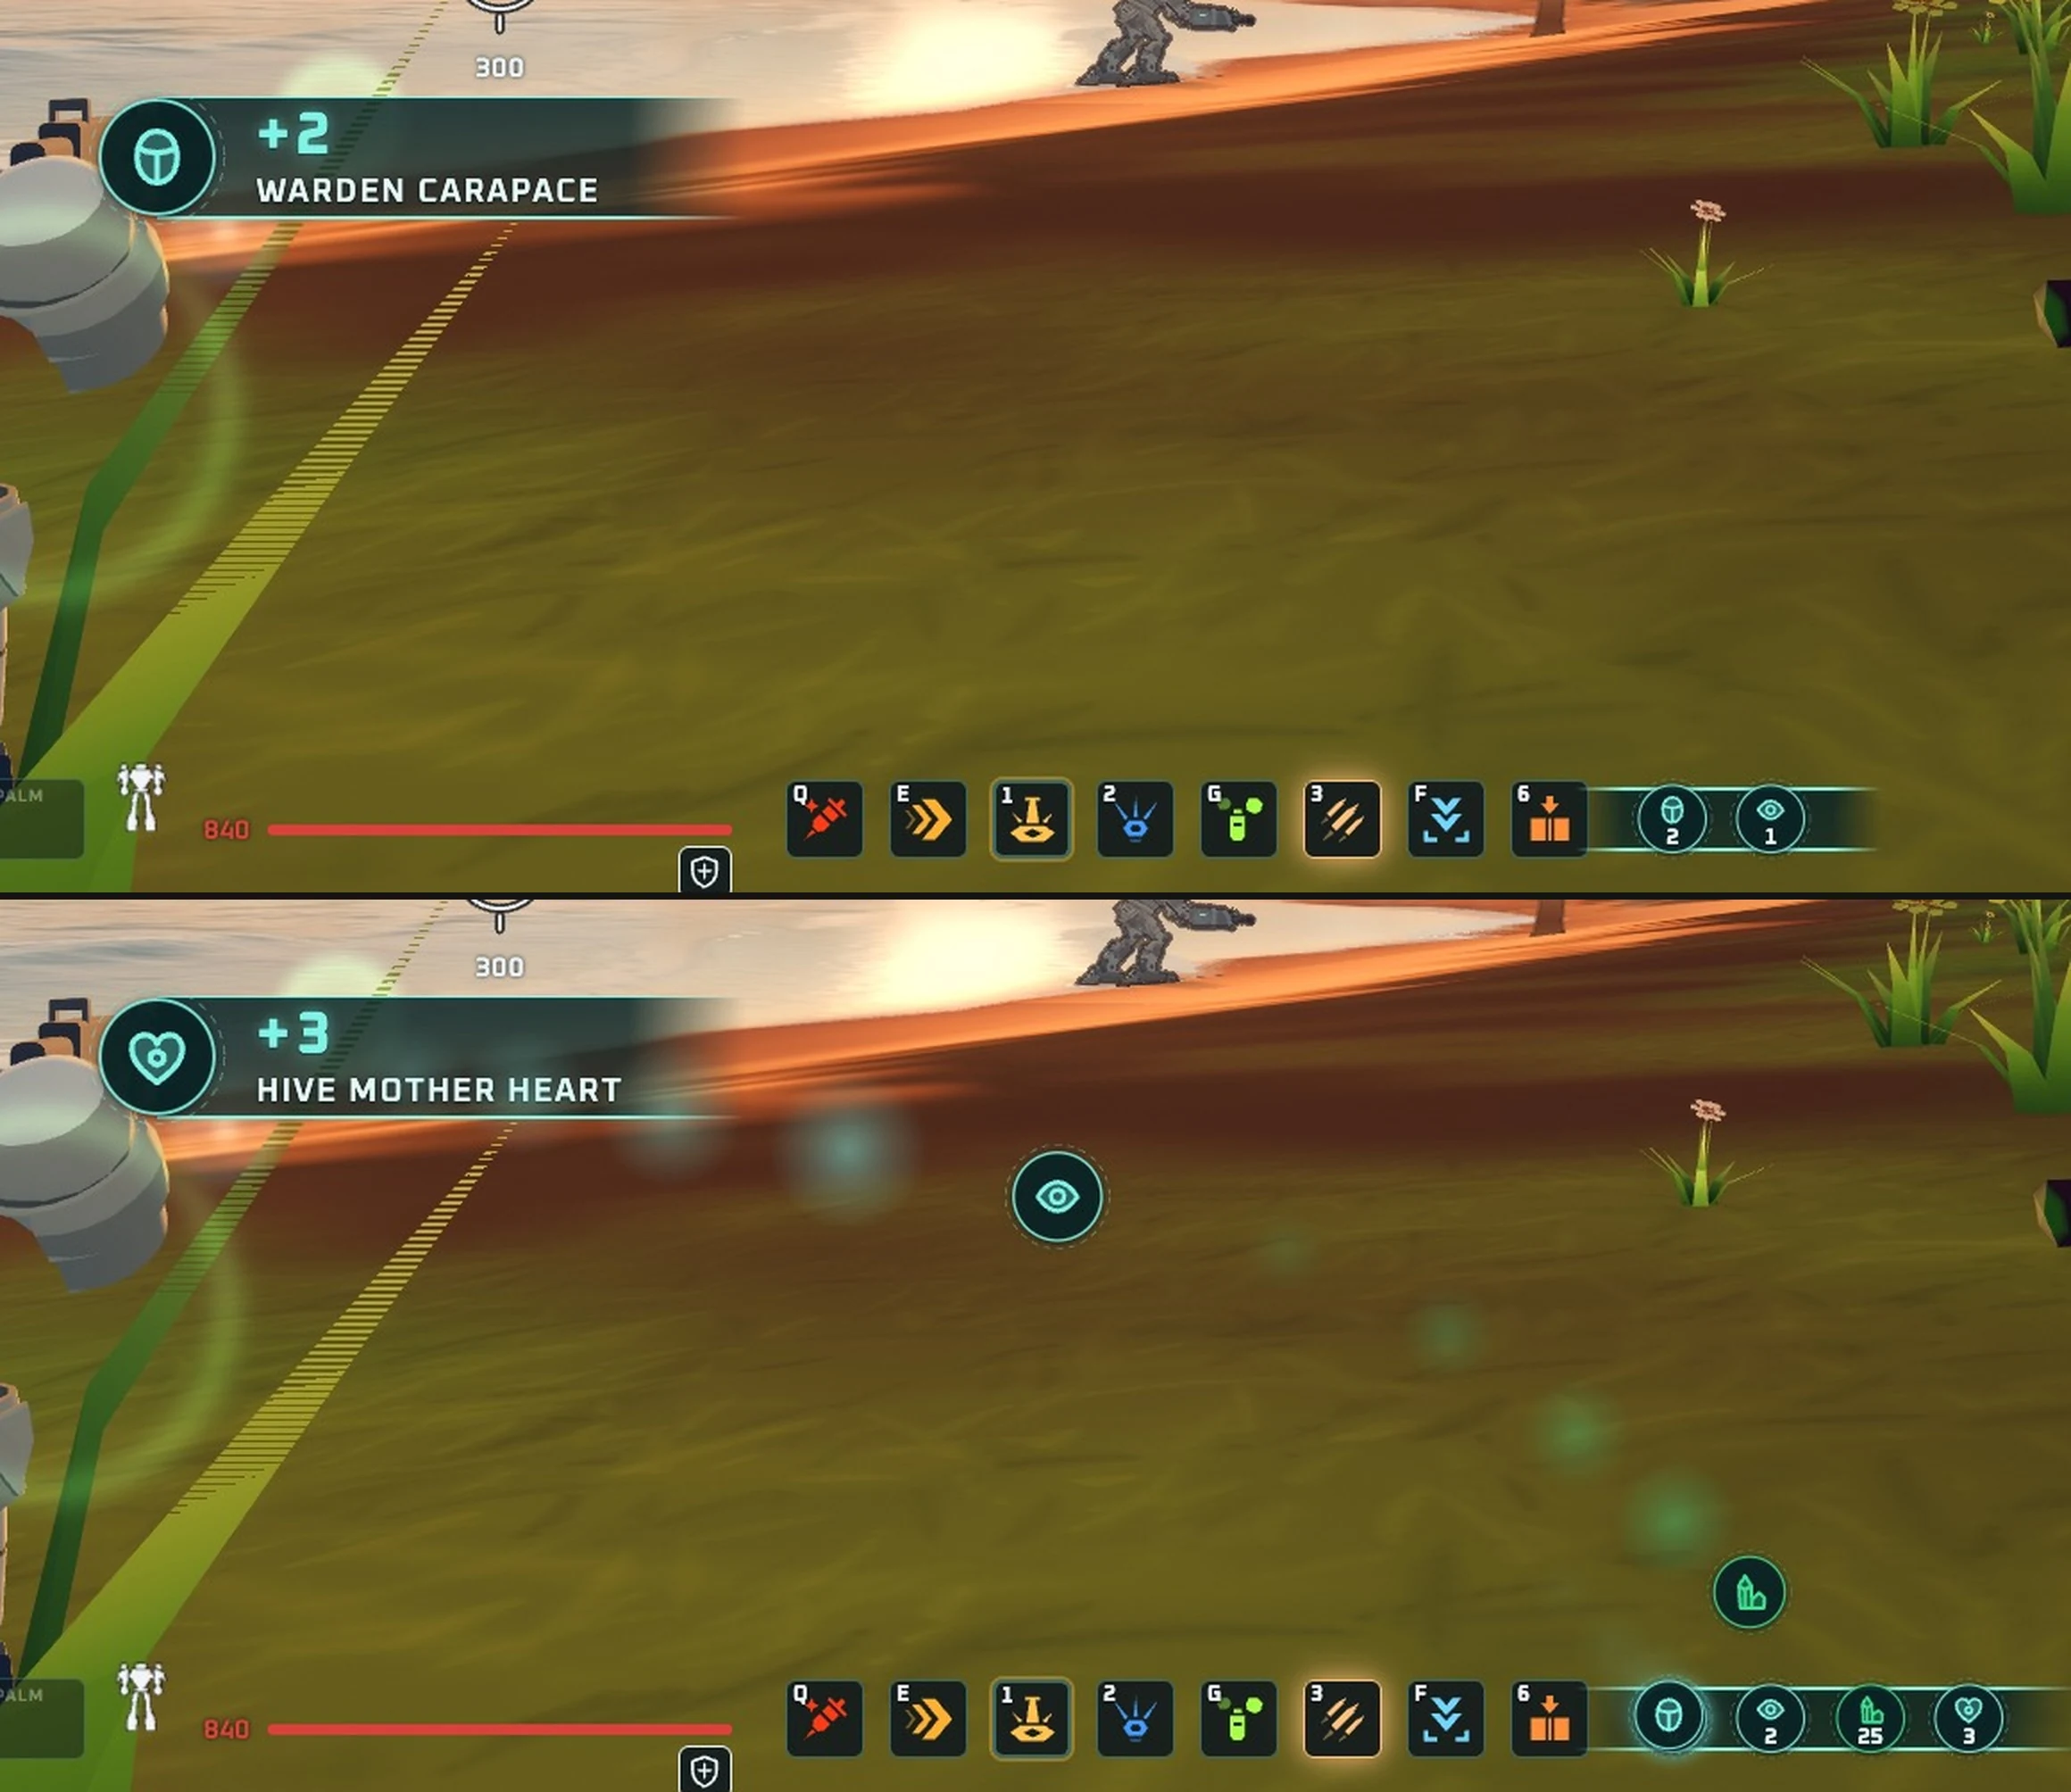 300
+2
WARDEN CARAPACE
PALM
840
Q E 1 2 G 3 F 6
2 1
300
+3
HIVE MOTHER HEART
PALM
840
Q E 1 2 G 3 F 6
2 25 3